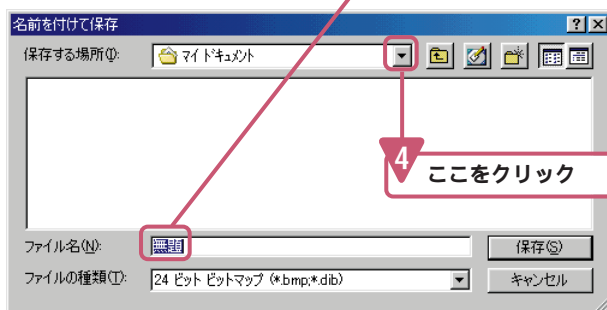 名前を付けて保存
保存する場所(I): マイ ドキュメント
4 ここをクリック
ファイル名(N): 無題 保存(S)
ファイルの種類(T): 24 ビット ビットマップ (*.bmp;*.dib) キャンセル